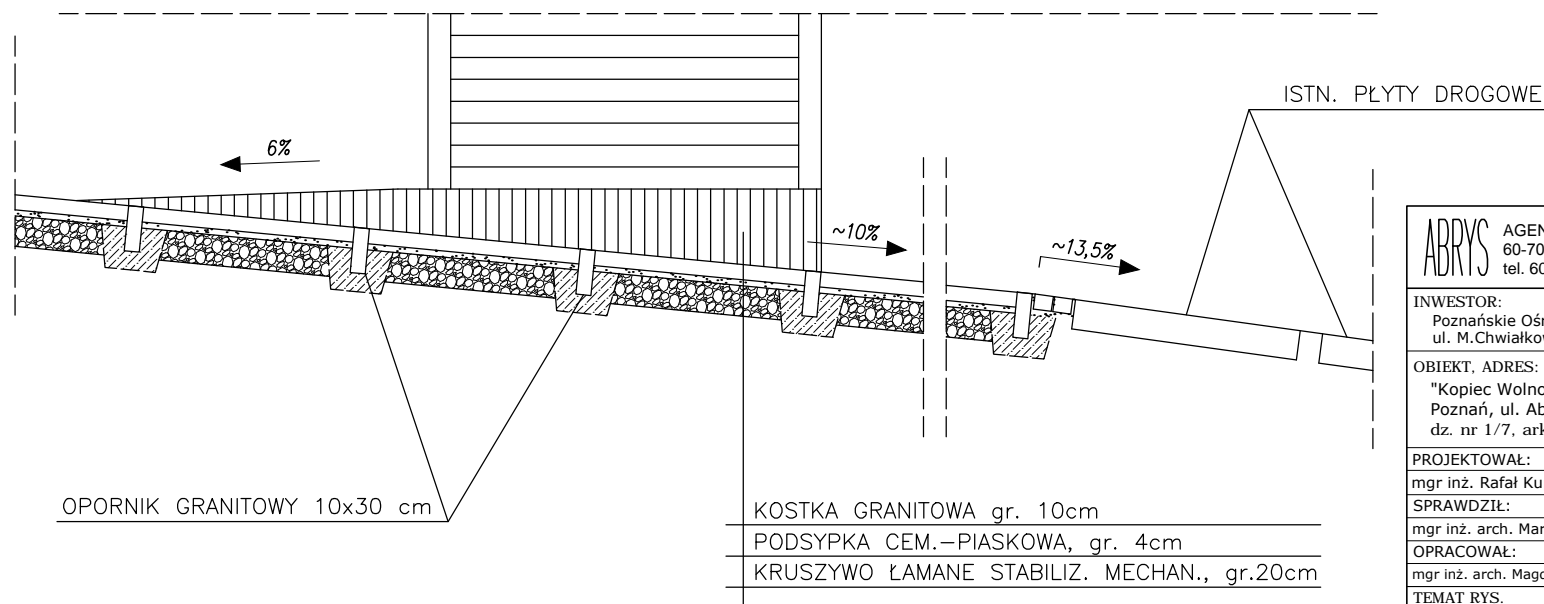 ISTN. PŁYTY DROGOWE
6%
~10%
~13,5%
OPORNIK GRANITOWY 10x30 cm
KOSTKA GRANITOWA gr. 10cm
PODSYPKA CEM.-PIASKOWA, gr. 4cm
KRUSZYWO ŁAMANE STABILIZ. MECHAN., gr.20cm
ABRYS
AGEN
60-70
tel. 60
INWESTOR:
Poznańskie Ośr
ul. M.Chwiałkow
OBIEKT, ADRES:
"Kopiec Wolno
Poznań, ul. Ab
dz. nr 1/7, ark
PROJEKTOWAŁ:
mgr inż. Rafał Ku
SPRAWDZIŁ:
mgr inż. arch. Mar
OPRACOWAŁ:
mgr inż. arch. Magd
TEMAT RYS.